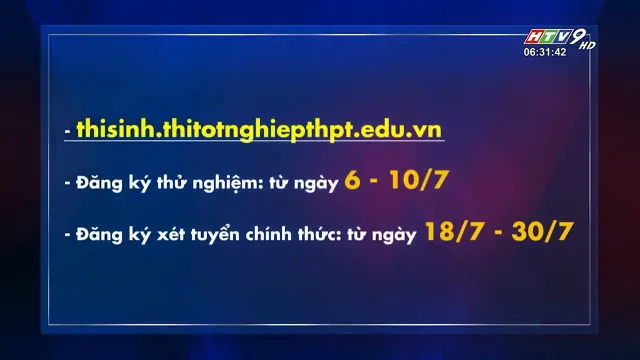 HTV9 HD
06:31:42
- thisinh.thitotnghiepthpt.edu.vn
- Đăng ký thử nghiệm: từ ngày 6 - 10/7
- Đăng ký xét tuyển chính thức: từ ngày 18/7 - 30/7